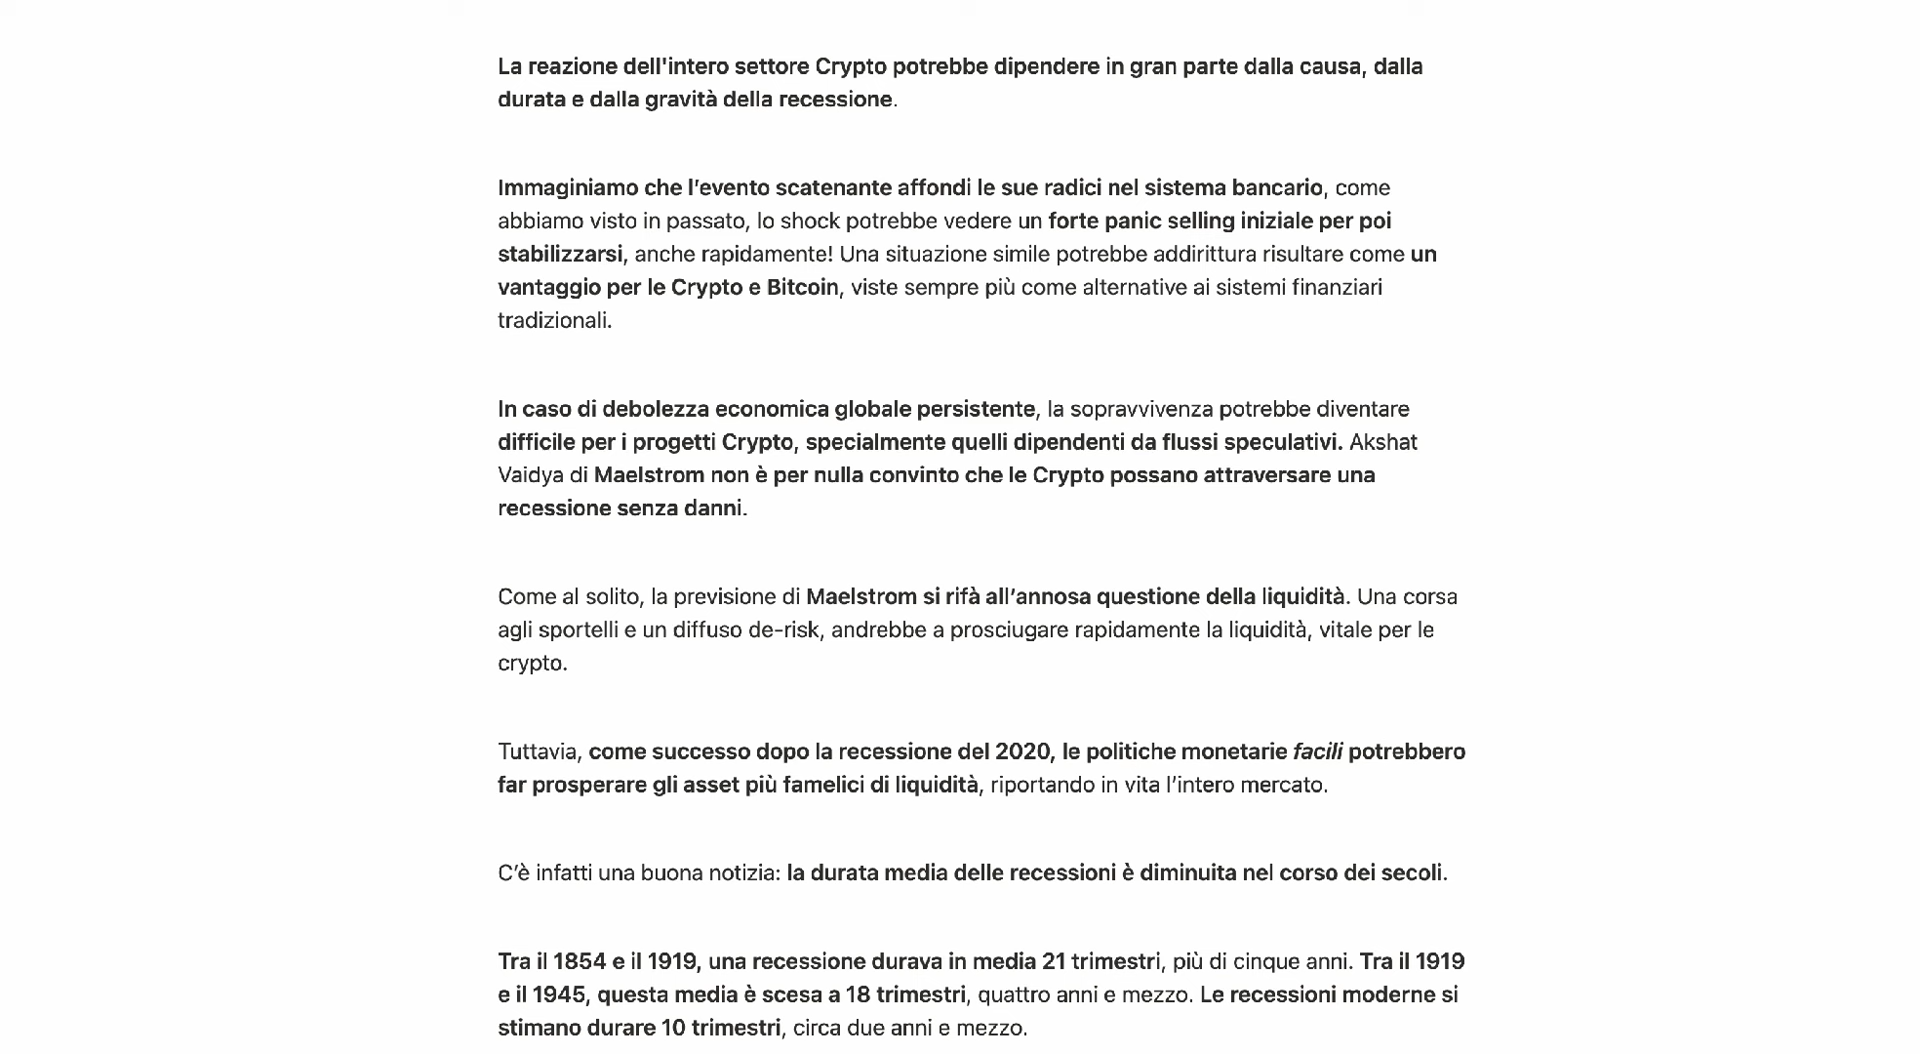 La reazione dell'intero settore Crypto potrebbe dipendere in gran parte dalla causa, dalla
durata e dalla gravità della recessione.
Immaginiamo che l’evento scatenante affondi le sue radici nel sistema bancario, come
abbiamo visto in passato, lo shock potrebbe vedere un forte panic selling iniziale per poi
stabilizzarsi, anche rapidamente! Una situazione simile potrebbe addirittura risultare come un
vantaggio per le Crypto e Bitcoin, viste sempre più come alternative ai sistemi finanziari
tradizionali.
In caso di debolezza economica globale persistente, la sopravvivenza potrebbe diventare
difficile per i progetti Crypto, specialmente quelli dipendenti da flussi speculativi. Akshat
Vaidya di Maelstrom non è per nulla convinto che le Crypto possano attraversare una
recessione senza danni.
Come al solito, la previsione di Maelstrom si rifà all’annosa questione della liquidità. Una corsa
agli sportelli e un diffuso de-risk, andrebbe a prosciugare rapidamente la liquidità, vitale per le
crypto.
Tuttavia, come successo dopo la recessione del 2020, le politiche monetarie facili potrebbero
far prosperare gli asset più famelici di liquidità, riportando in vita l’intero mercato.
C’è infatti una buona notizia: la durata media delle recessioni è diminuita nel corso dei secoli.
Tra il 1854 e il 1919, una recessione durava in media 21 trimestri, più di cinque anni. Tra il 1919
e il 1945, questa media è scesa a 18 trimestri, quattro anni e mezzo. Le recessioni moderne si
stimano durare 10 trimestri, circa due anni e mezzo.